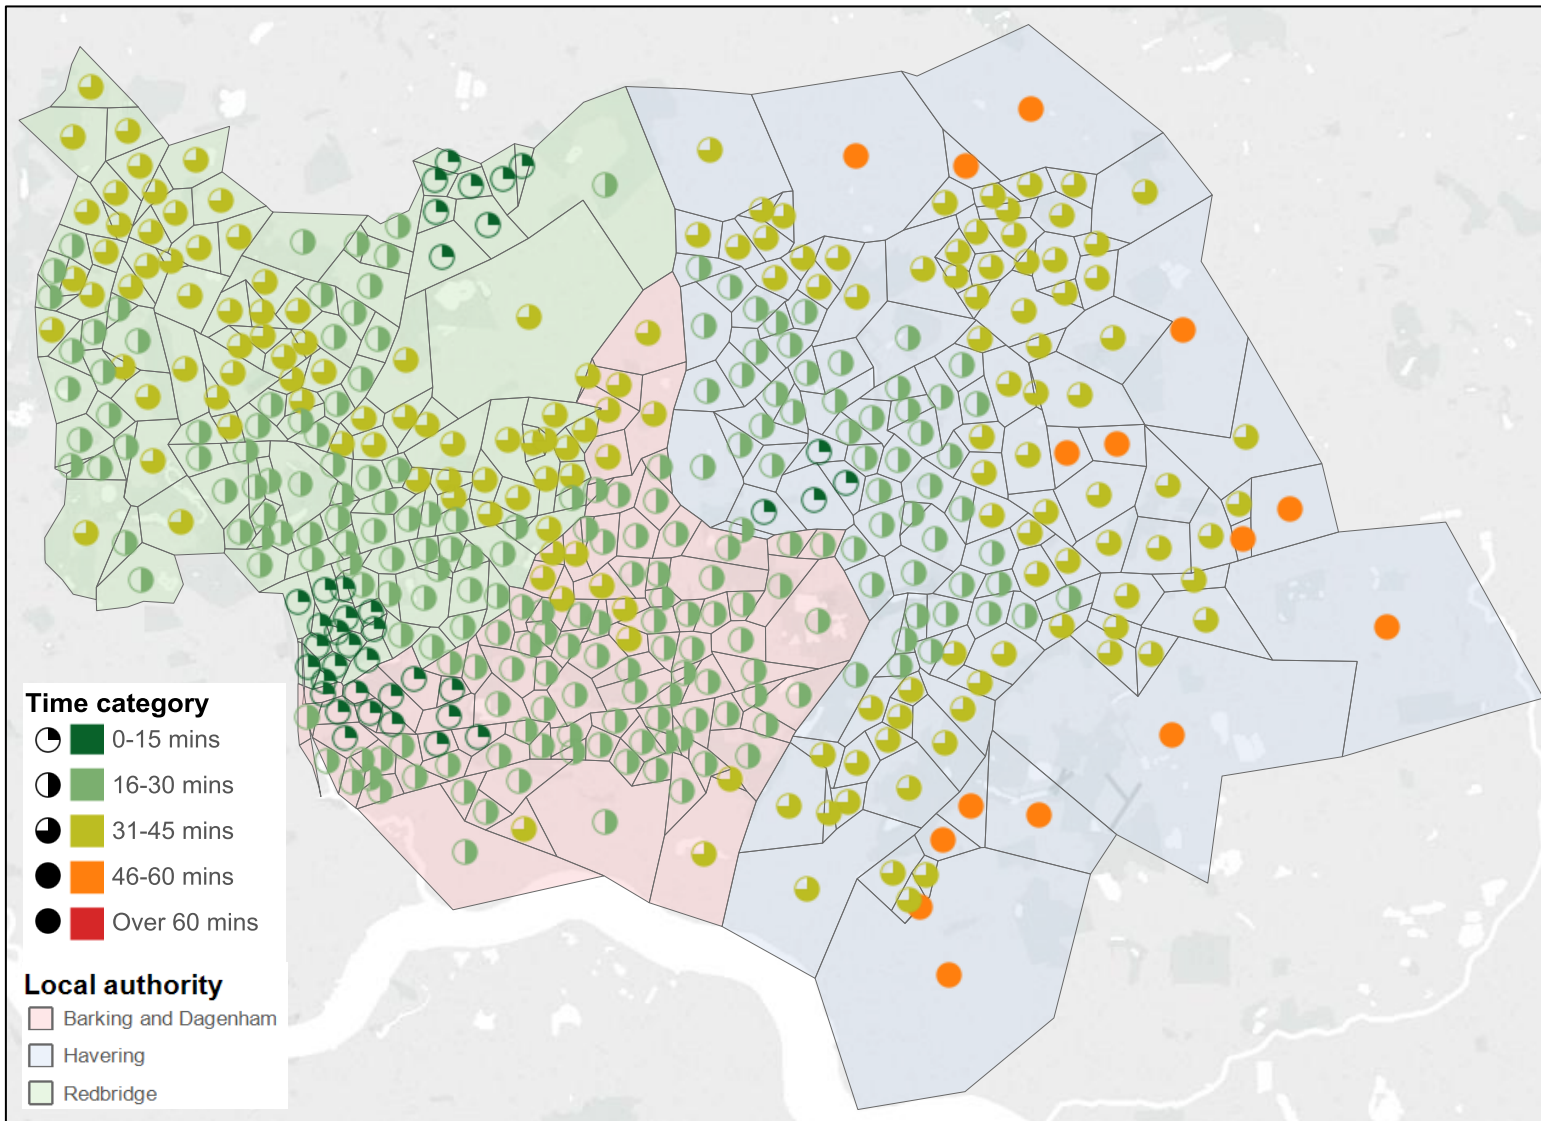 Time category
0-15 mins
16-30 mins
31-45 mins
46-60 mins
Over 60 mins
Local authority
Barking and Dagenham
Havering
Redbridge